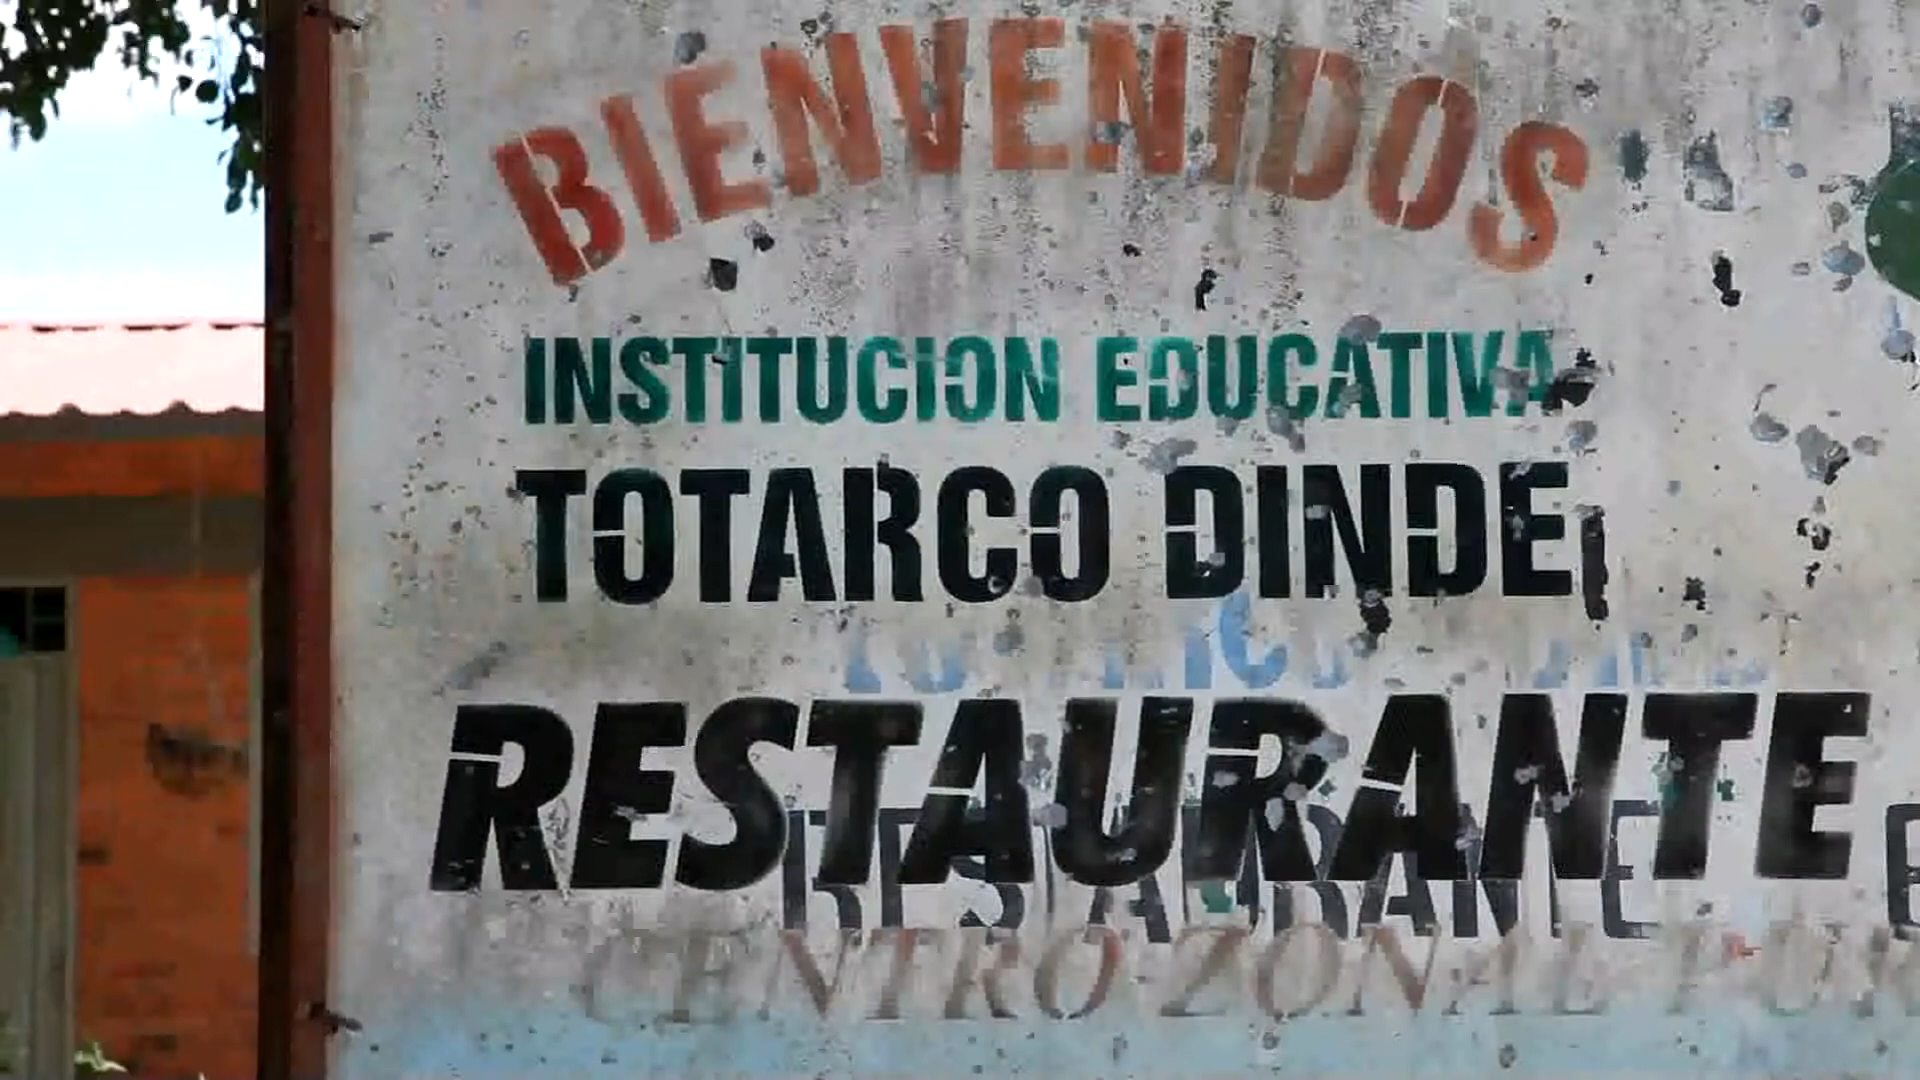 BIENVENIDOS
INSTITUCION EDUCATIVA
TOTARCO DINDE
RESTAURANTE
RESTAURANTE
CENTRO ZONAL